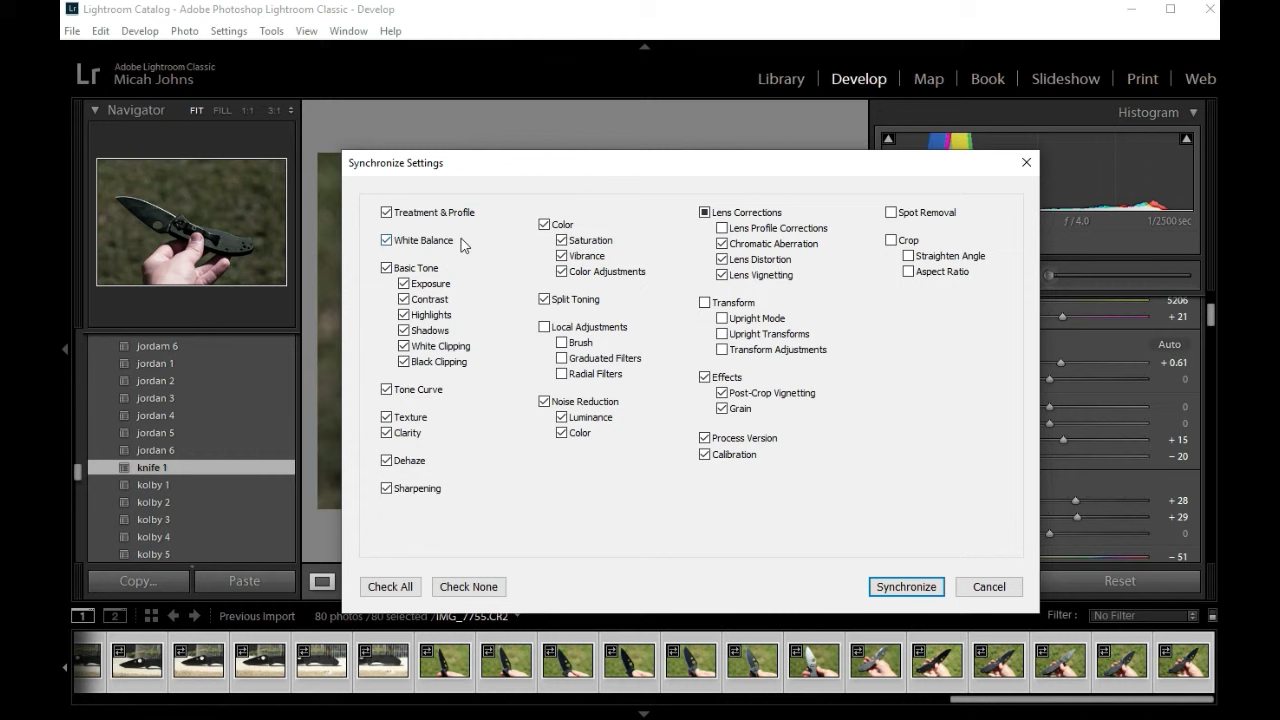 Lr Lightroom Catalog - Adobe Photoshop Lightroom Classic - Develop
File Edit Develop Photo Settings Tools View Window Help
Lr Adobe Lightroom Classic
Micah Johns
Library Develop Map Book Slideshow Print Web
Navigator FIT FILL 1:1 3:1
Histogram
Synchronize Settings
f / 4.0 1/2500 sec
Treatment & Profile
White Balance
Basic Tone
Exposure
Contrast
Highlights
Shadows
White Clipping
Black Clipping
Tone Curve
Texture
Clarity
Dehaze
Sharpening
Color
Saturation
Vibrance
Color Adjustments
Split Toning
Local Adjustments
Brush
Graduated Filters
Radial Filters
Noise Reduction
Luminance
Color
Lens Corrections
Lens Profile Corrections
Chromatic Aberration
Lens Distortion
Lens Vignetting
Transform
Upright Mode
Upright Transforms
Transform Adjustments
Effects
Post-Crop Vignetting
Grain
Process Version
Calibration
Spot Removal
Crop
Straighten Angle
Aspect Ratio
Check All Check None Synchronize Cancel
jordam 6
jordan 1
jordan 2
jordan 3
jordan 4
jordan 5
jordan 6
knife 1
kolby 1
kolby 2
kolby 3
kolby 4
kolby 5
5206
+ 21
Auto
+ 0.61
0
0
0
+ 15
- 20
+ 28
+ 29
0
- 51
Copy... Paste Reset
1 2 Previous Import 80 photos /80 selected /IMG_7755.CR2 Filter : No Filter